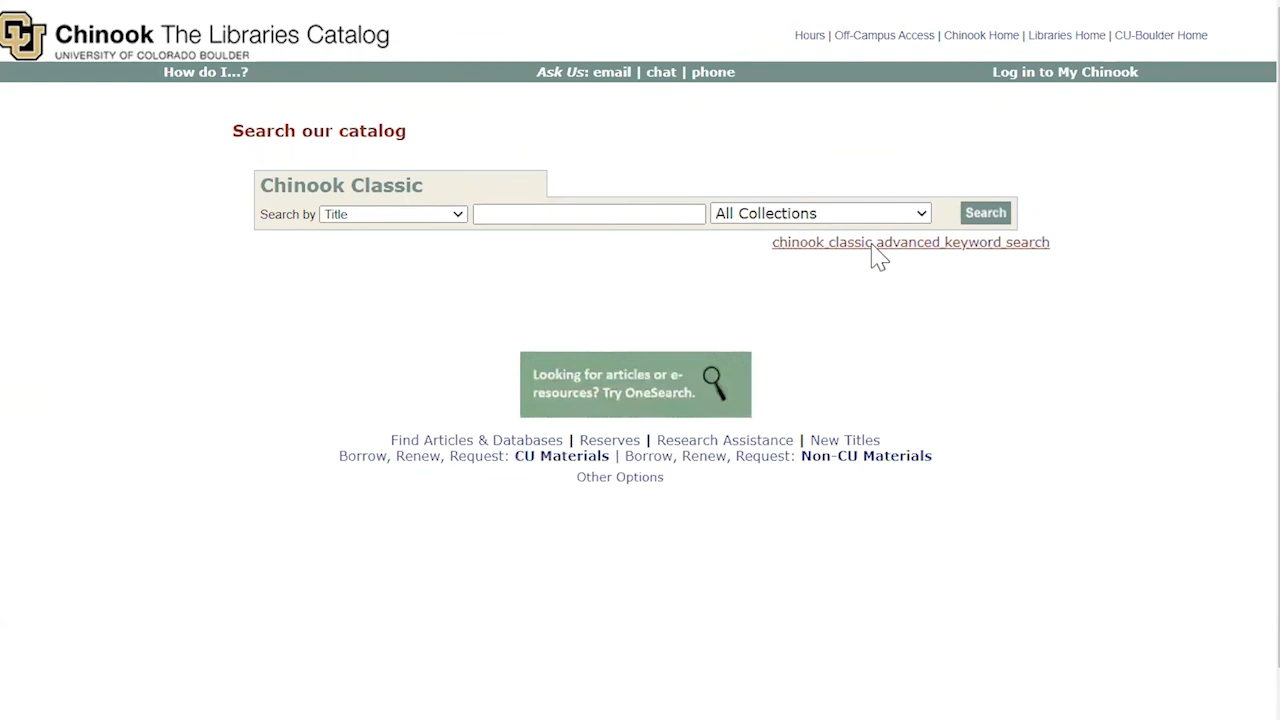 CU Chinook The Libraries Catalog
UNIVERSITY OF COLORADO BOULDER
Hours | Off-Campus Access | Chinook Home | Libraries Home | CU-Boulder Home
How do I...? Ask Us: email | chat | phone Log in to My Chinook
Search our catalog
Chinook Classic
Search by Title All Collections Search
chinook classic advanced keyword search
Looking for articles or e-
resources? Try OneSearch.
Find Articles & Databases | Reserves | Research Assistance | New Titles
Borrow, Renew, Request: CU Materials | Borrow, Renew, Request: Non-CU Materials
Other Options